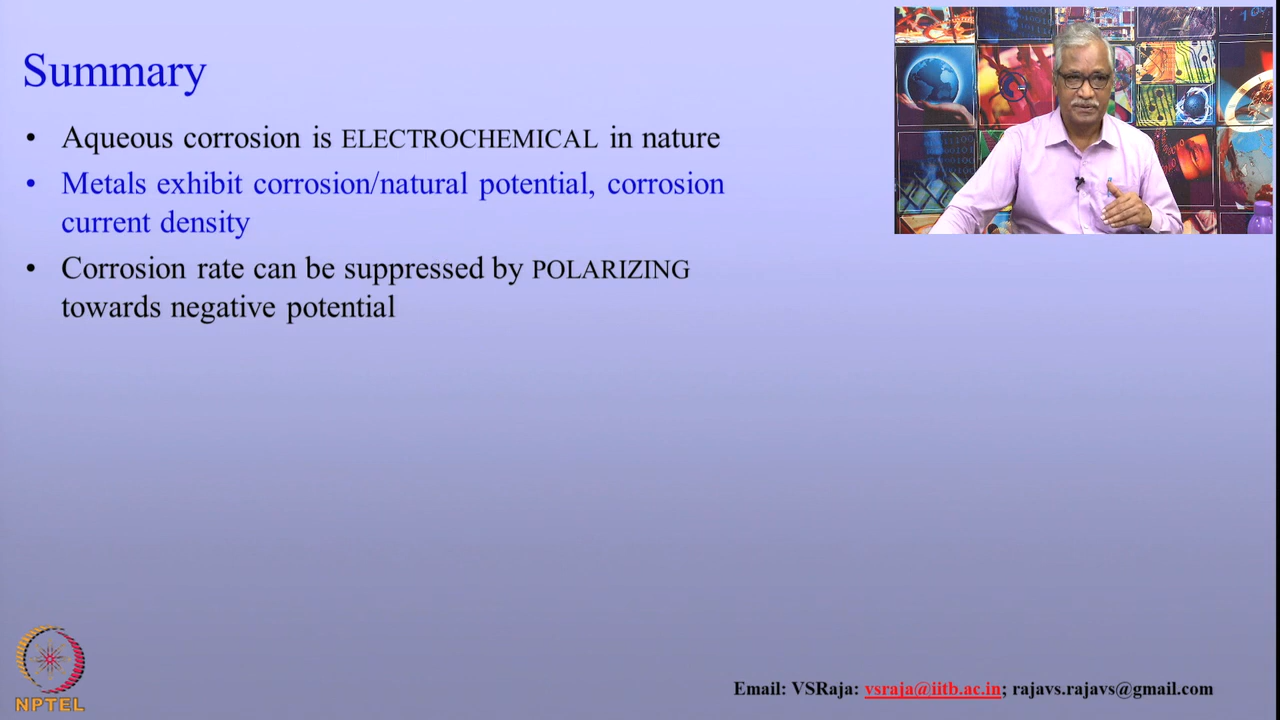 Summary
• Aqueous corrosion is ELECTROCHEMICAL in nature
• Metals exhibit corrosion/natural potential, corrosion
current density
• Corrosion rate can be suppressed by POLARIZING
towards negative potential
NPTEL
Email: VSRaja: vsraja@iitb.ac.in; rajavs.rajavs@gmail.com